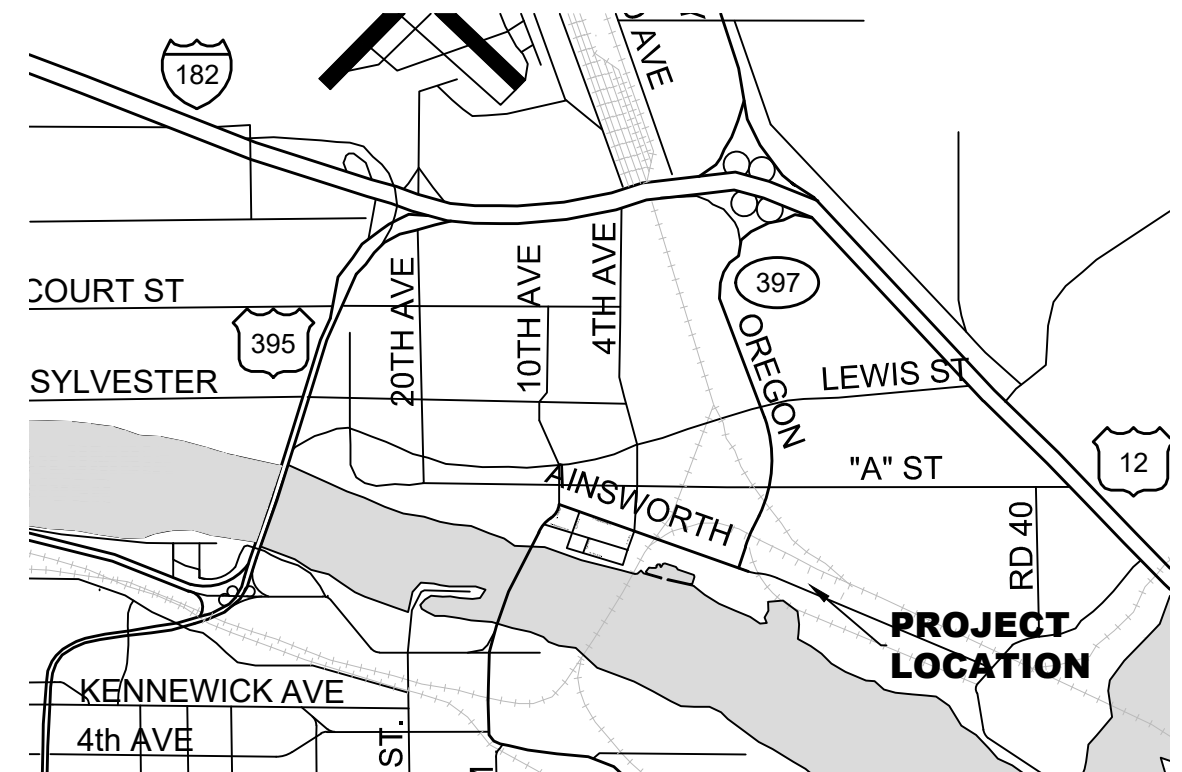 182
AVE
397
COURT ST
395
20TH AVE
10TH AVE
4TH AVE
OREGON
SYLVESTER
LEWIS ST
12
"A" ST
AINSWORTH
RD 40
PROJECT
LOCATION
KENNEWICK AVE
4th AVE
ST.